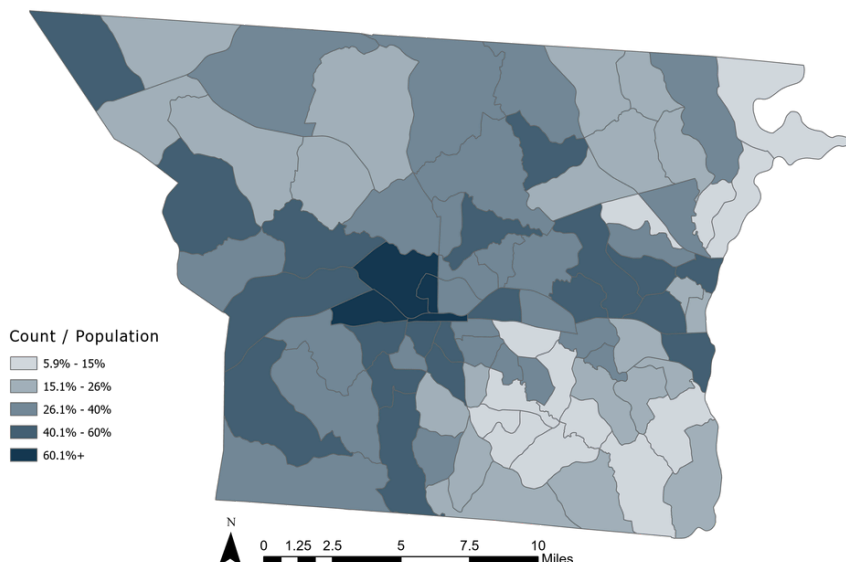 Count / Population
5.9% - 15%
15.1% - 26%
26.1% - 40%
40.1% - 60%
60.1%+
N
0 1.25 2.5 5 7.5 10
Miles